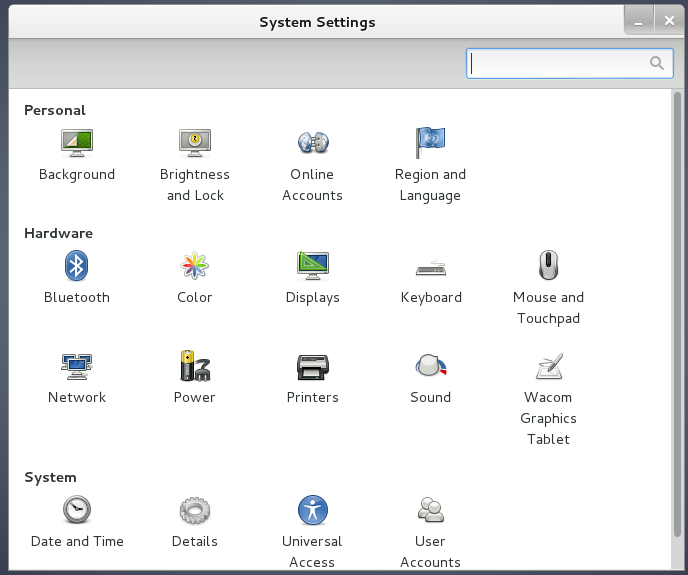 System Settings
Personal
Background
Brightness and Lock
Online Accounts
Region and Language
Hardware
Bluetooth
Color
Displays
Keyboard
Mouse and Touchpad
Network
Power
Printers
Sound
Wacom Graphics Tablet
System
Date and Time
Details
Universal Access
User Accounts